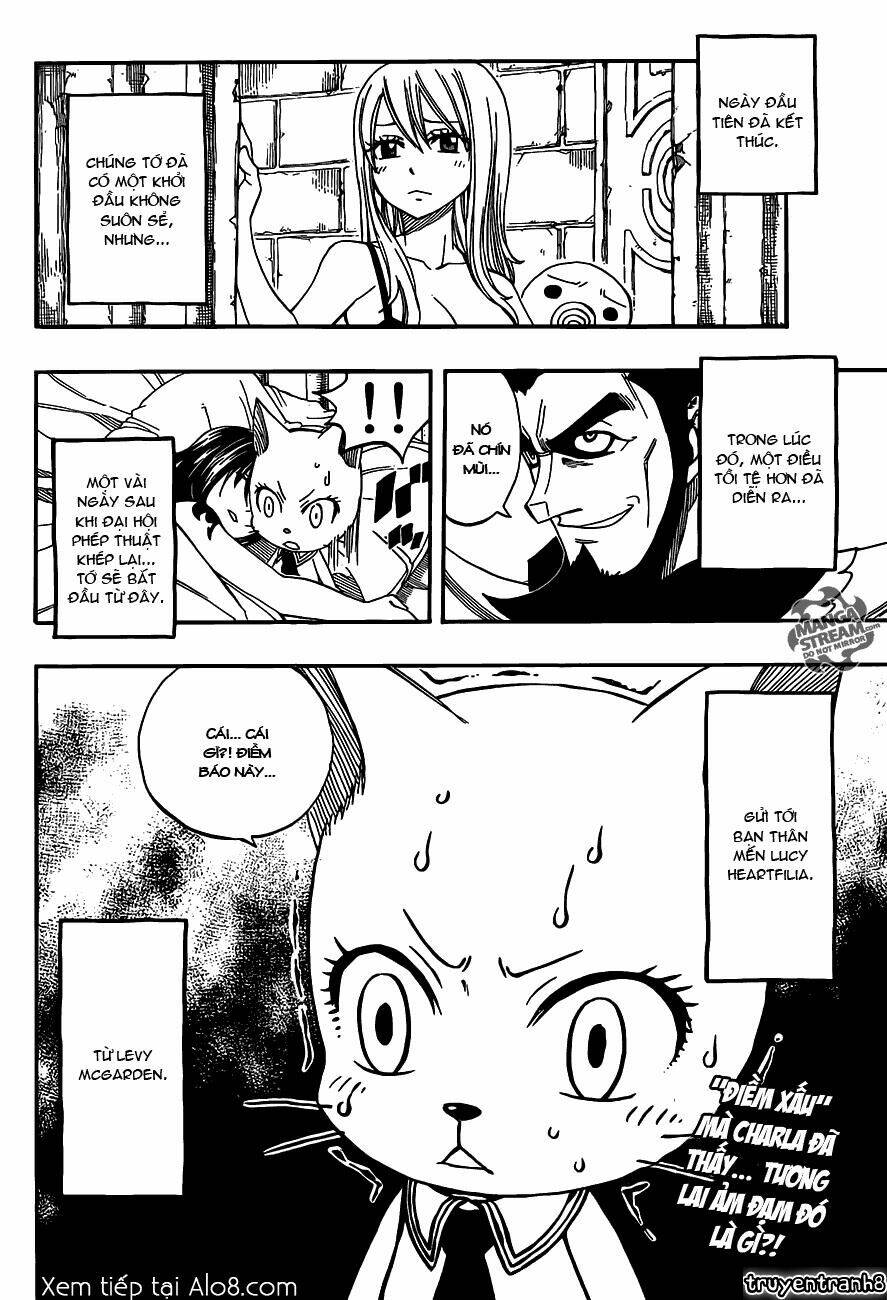 NGÀY ĐẦU
TIÊN ĐÃ KẾT
THÚC.
CHÚNG TỚ ĐÃ
CÓ MỘT KHỞI
ĐẦU KHÔNG
SUÔN SẺ,
NHƯNG...
TRONG LÚC
ĐÓ, MỘT ĐIỀU
TỒI TỆ HƠN ĐÃ
DIỄN RA...
NÓ
ĐÃ CHÍN
MÙI...
!!
MỘT VÀI
NGÀY SAU
KHI ĐẠI HỘI
PHÉP THUẬT
KHÉP LẠI...
TỚ SẼ BẮT
ĐẦU TỪ ĐÂY.
MANGA
STREAM.com
DO NOT MIRROR
CÁI... CÁI
GÌ?! ĐIỀM
BÁO NÀY...
GỬI TỚI
BẠN THÂN
MẾN LUCY
HEARTFILIA.
TỪ LEVY
MCGARDEN.
"ĐIỀM XẤU"
MÀ CHARLA ĐÃ
THẤY... TƯƠNG
LAI ẢM ĐẠM ĐÓ
LÀ GÌ?!
Xem tiếp tại Alo8.com
truyentranh8